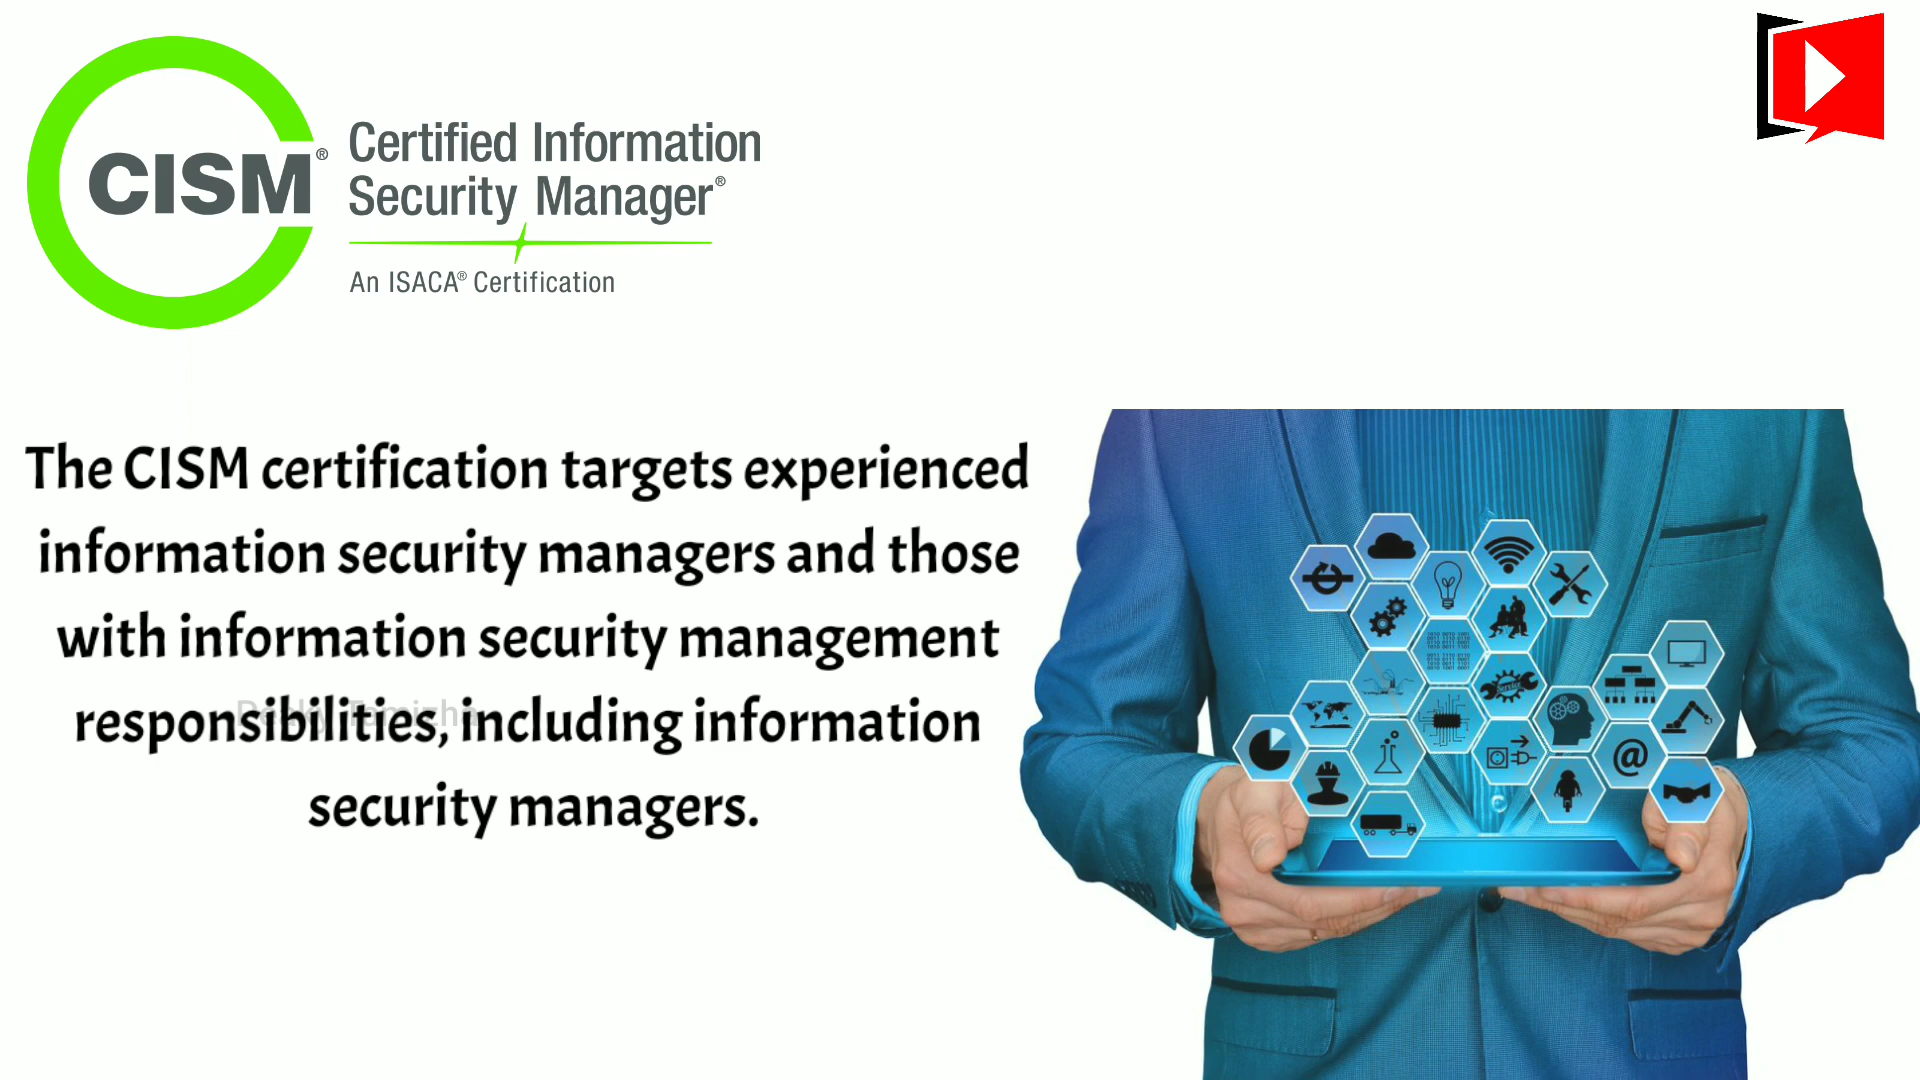 CISM®
Certified Information
Security Manager®
An ISACA® Certification
The CISM certification targets experienced
information security managers and those
with information security management
responsibilities, including information
security managers.
Service
@